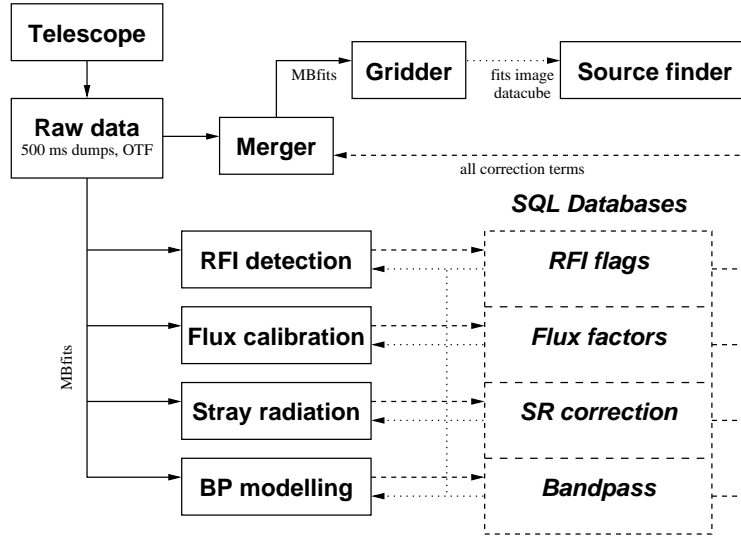 Telescope
Raw data
500 ms dumps, OTF
Merger
MBfits
Gridder
fits image
datacube
Source finder
all correction terms
SQL Databases
MBfits
RFI detection
RFI flags
Flux calibration
Flux factors
Stray radiation
SR correction
BP modelling
Bandpass